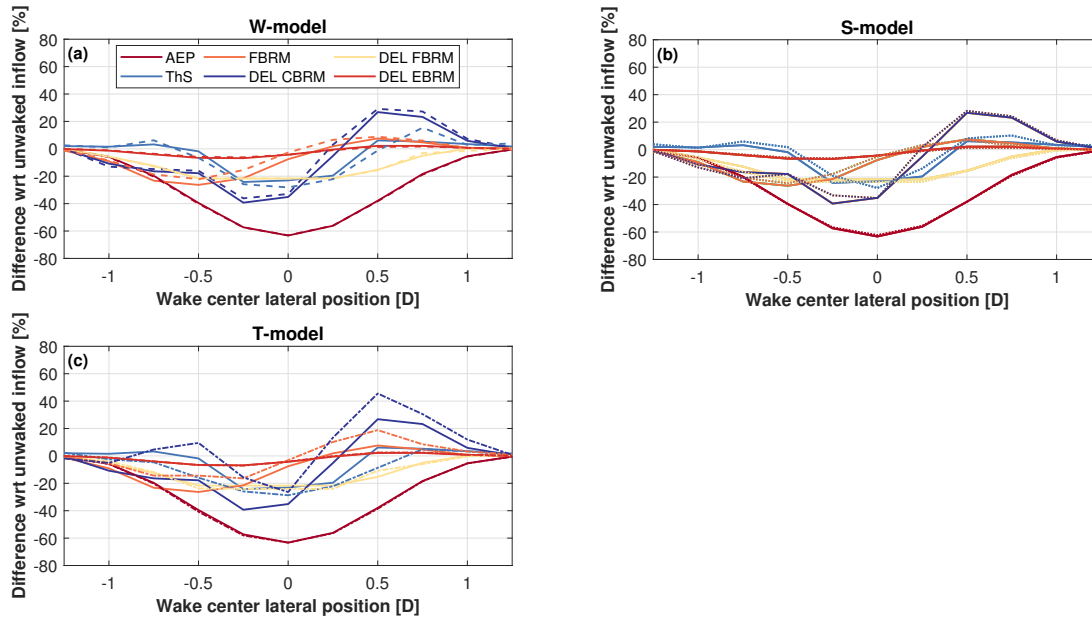 W-model
(a)
AEP
FBRM
DEL FBRM
ThS
DEL CBRM
DEL EBRM
80
60
40
20
0
-20
-40
-60
-80
-1
-0.5
0
0.5
1
Difference wrt unwaked inflow [%]
Wake center lateral position [D]
S-model
(b)
80
60
40
20
0
-20
-40
-60
-80
-1
-0.5
0
0.5
1
Difference wrt unwaked inflow [%]
Wake center lateral position [D]
T-model
(c)
80
60
40
20
0
-20
-40
-60
-80
-1
-0.5
0
0.5
1
Difference wrt unwaked inflow [%]
Wake center lateral position [D]